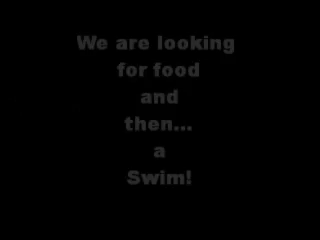 We are looking
for food
and
then...
a
Swim!